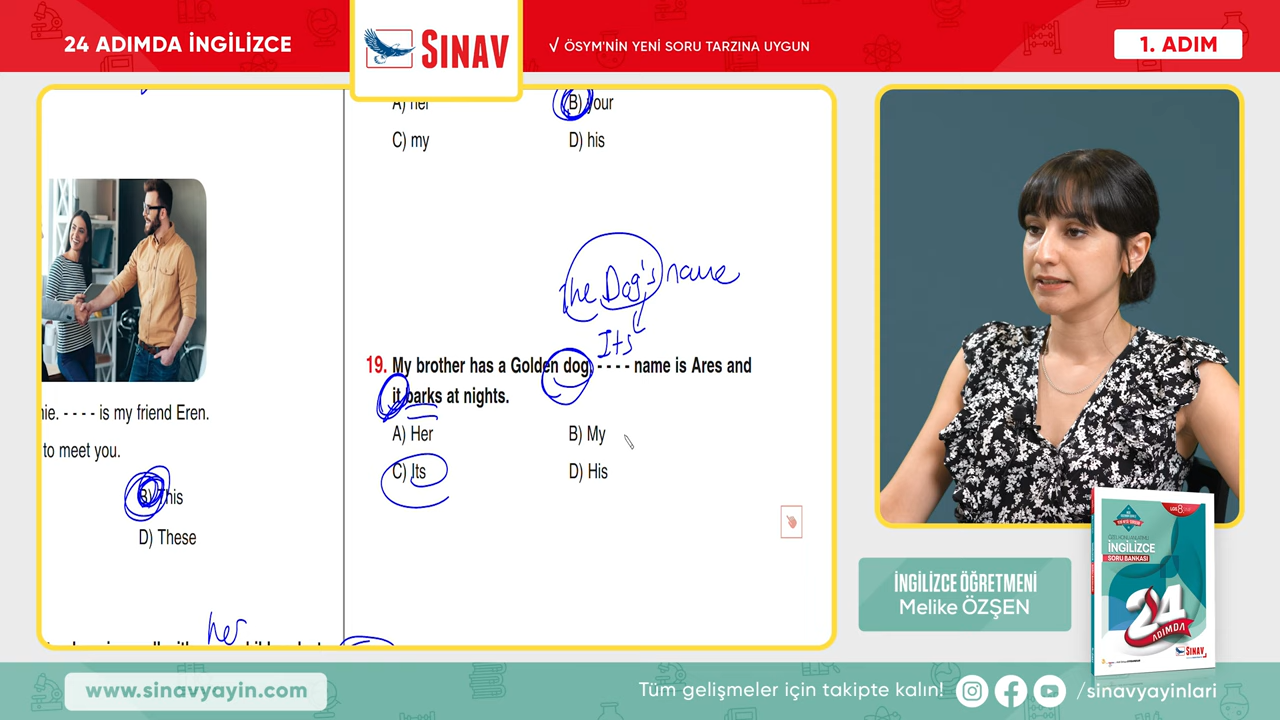 24 ADIMDA İNGİLİZCE
SINAV
√ ÖSYM'NİN YENİ SORU TARZINA UYGUN
1. ADIM
A) her
B) your
C) my
D) his
the Dog's name
Its
19. My brother has a Golden dog. - - - - name is Ares and
it barks at nights.
A) Her
B) My
C) Its
D) His
nie. - - - - is my friend Eren.
to meet you.
B) This
D) These
her
İNGİLİZCE ÖĞRETMENİ
Melike ÖZŞEN
İNGİLİZCE
SORU BANKASI
24
ADIMDA
SINAV
www.sinavyayin.com
Tüm gelişmeler için takipte kalın!
/sinavyayinlari